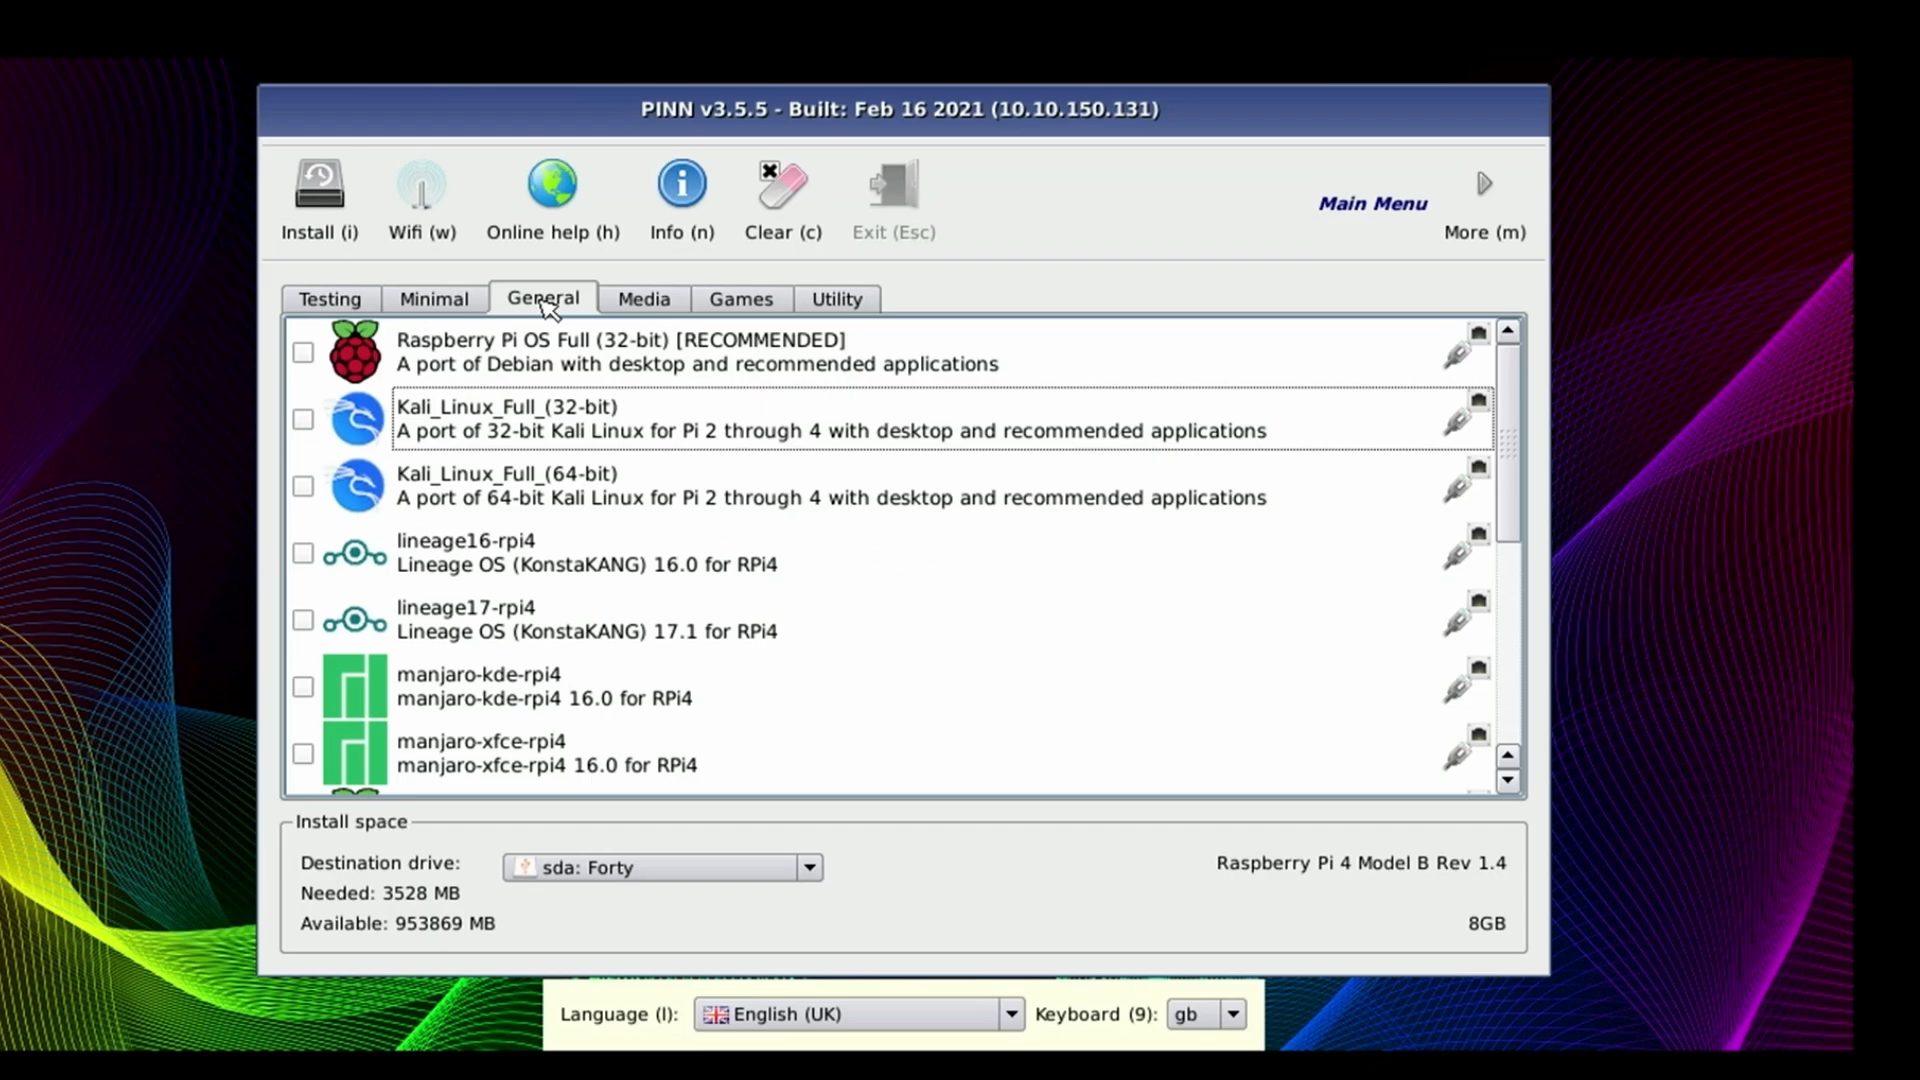 PINN v3.5.5 - Built: Feb 16 2021 (10.10.150.131)
Install (i)
Wifi (w)
Online help (h)
Info (n)
Clear (c)
Exit (Esc)
Main Menu
More (m)
Testing
Minimal
General
Media
Games
Utility
Raspberry Pi OS Full (32-bit) [RECOMMENDED]
A port of Debian with desktop and recommended applications
Kali_Linux_Full_(32-bit)
A port of 32-bit Kali Linux for Pi 2 through 4 with desktop and recommended applications
Kali_Linux_Full_(64-bit)
A port of 64-bit Kali Linux for Pi 2 through 4 with desktop and recommended applications
lineage16-rpi4
Lineage OS (KonstaKANG) 16.0 for RPi4
lineage17-rpi4
Lineage OS (KonstaKANG) 17.1 for RPi4
manjaro-kde-rpi4
manjaro-kde-rpi4 16.0 for RPi4
manjaro-xfce-rpi4
manjaro-xfce-rpi4 16.0 for RPi4
Install space
Destination drive:
sda: Forty
Raspberry Pi 4 Model B Rev 1.4
Needed: 3528 MB
Available: 953869 MB
8GB
Language (l):
English (UK)
Keyboard (9):
gb